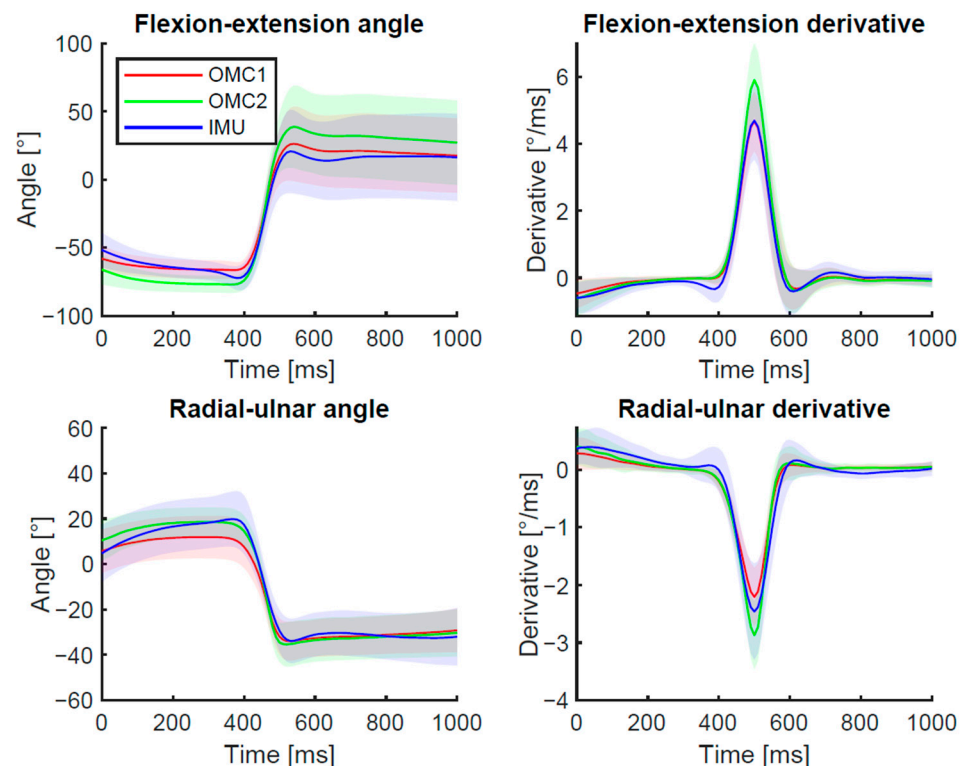 Flexion-extension angle
Angle [°]
100
50
0
−50
−100
OMC1
OMC2
IMU
0 200 400 600 800 1000
Time [ms]
Flexion-extension derivative
Derivative [°/ms]
6
4
2
0
0 200 400 600 800 1000
Time [ms]
Radial-ulnar angle
Angle [°]
60
40
20
0
−20
−40
−60
0 200 400 600 800 1000
Time [ms]
Radial-ulnar derivative
Derivative [°/ms]
0
−1
−2
−3
−4
0 200 400 600 800 1000
Time [ms]